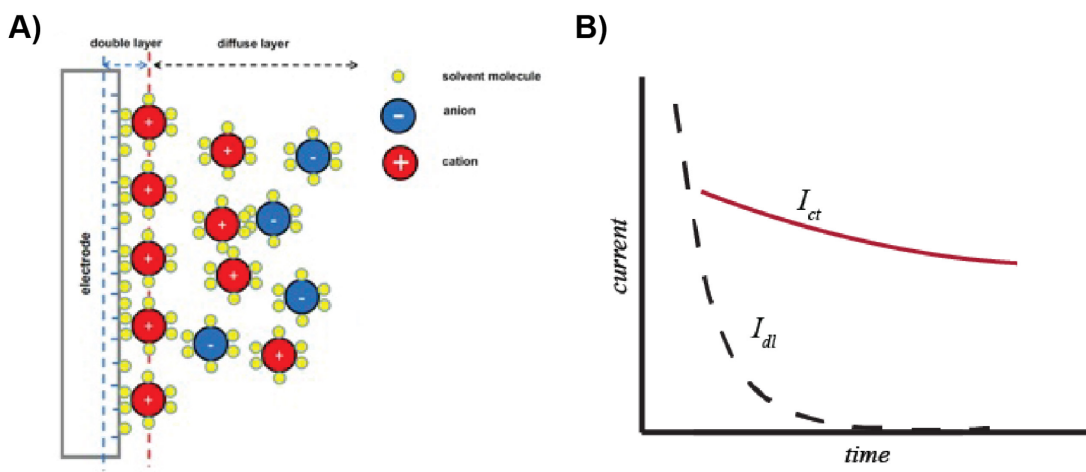 A)
double layer
diffuse layer
solvent molecule
-
anion
+
cation
electrode
+
+
+
+
+
+
+
+
+
-
-
-
-
B)
current
I_ct
I_dl
time